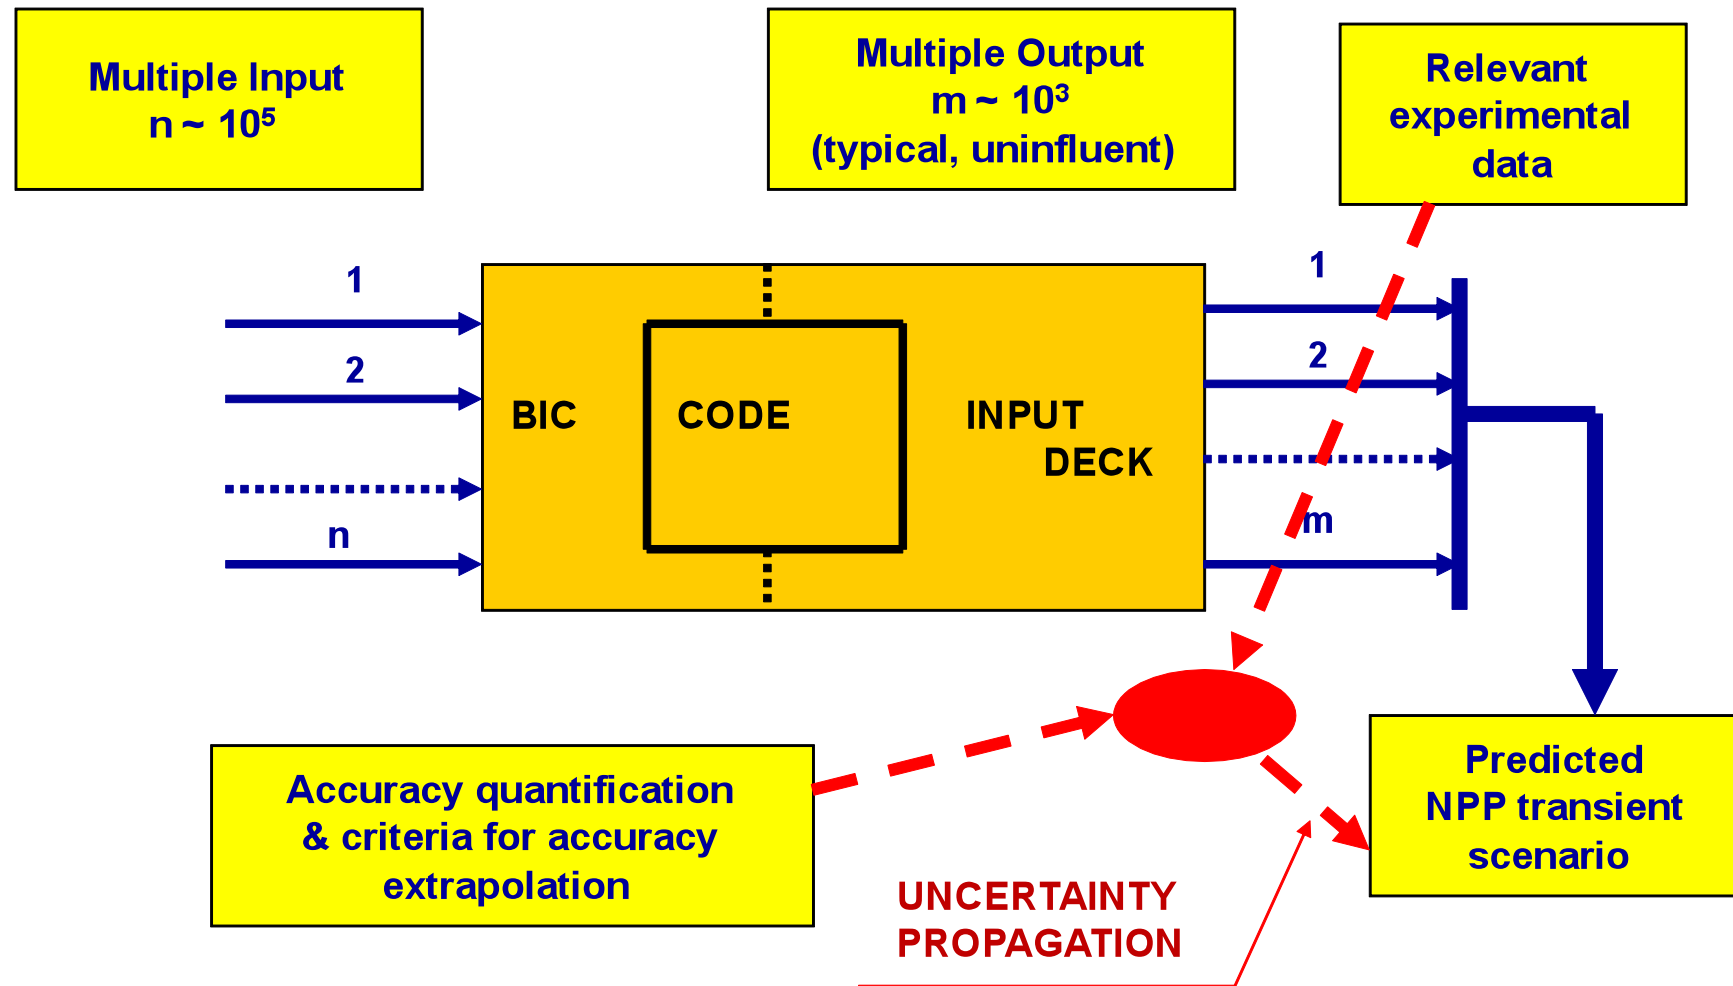 Multiple Input
n ~ 10⁵
Multiple Output
m ~ 10³
(typical, uninfluent)
Relevant
experimental
data
1
2
n
BIC
CODE
INPUT
DECK
1
2
m
Accuracy quantification
& criteria for accuracy
extrapolation
UNCERTAINTY
PROPAGATION
Predicted
NPP transient
scenario